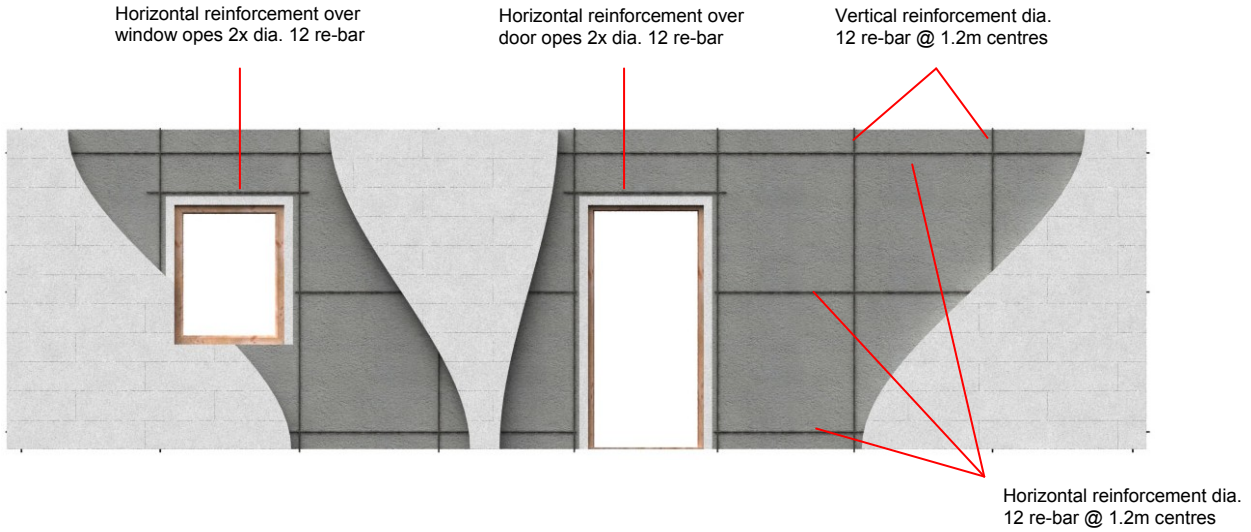 Horizontal reinforcement over
window opes 2x dia. 12 re-bar
Horizontal reinforcement over
door opes 2x dia. 12 re-bar
Vertical reinforcement dia.
12 re-bar @ 1.2m centres
Horizontal reinforcement dia.
12 re-bar @ 1.2m centres